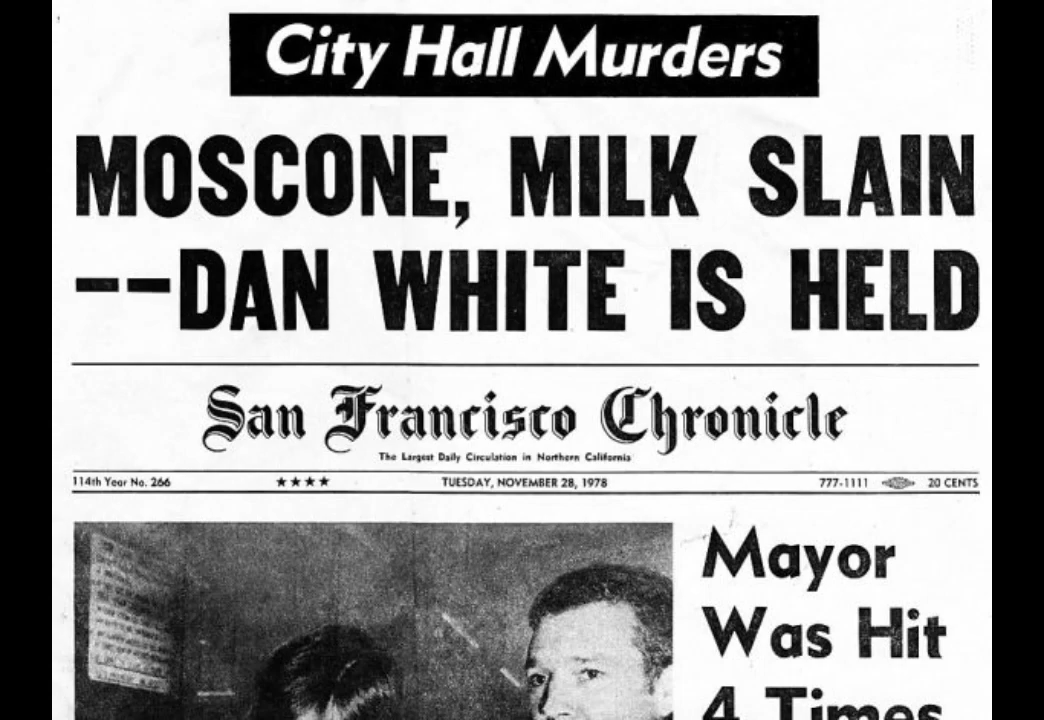 City Hall Murders
MOSCONE, MILK SLAIN
--DAN WHITE IS HELD
San Francisco Chronicle
The Largest Daily Circulation in Northern California
114th Year No. 266 ★★★★ TUESDAY, NOVEMBER 28, 1978 777-1111 20 CENTS
Mayor
Was Hit
4 Times